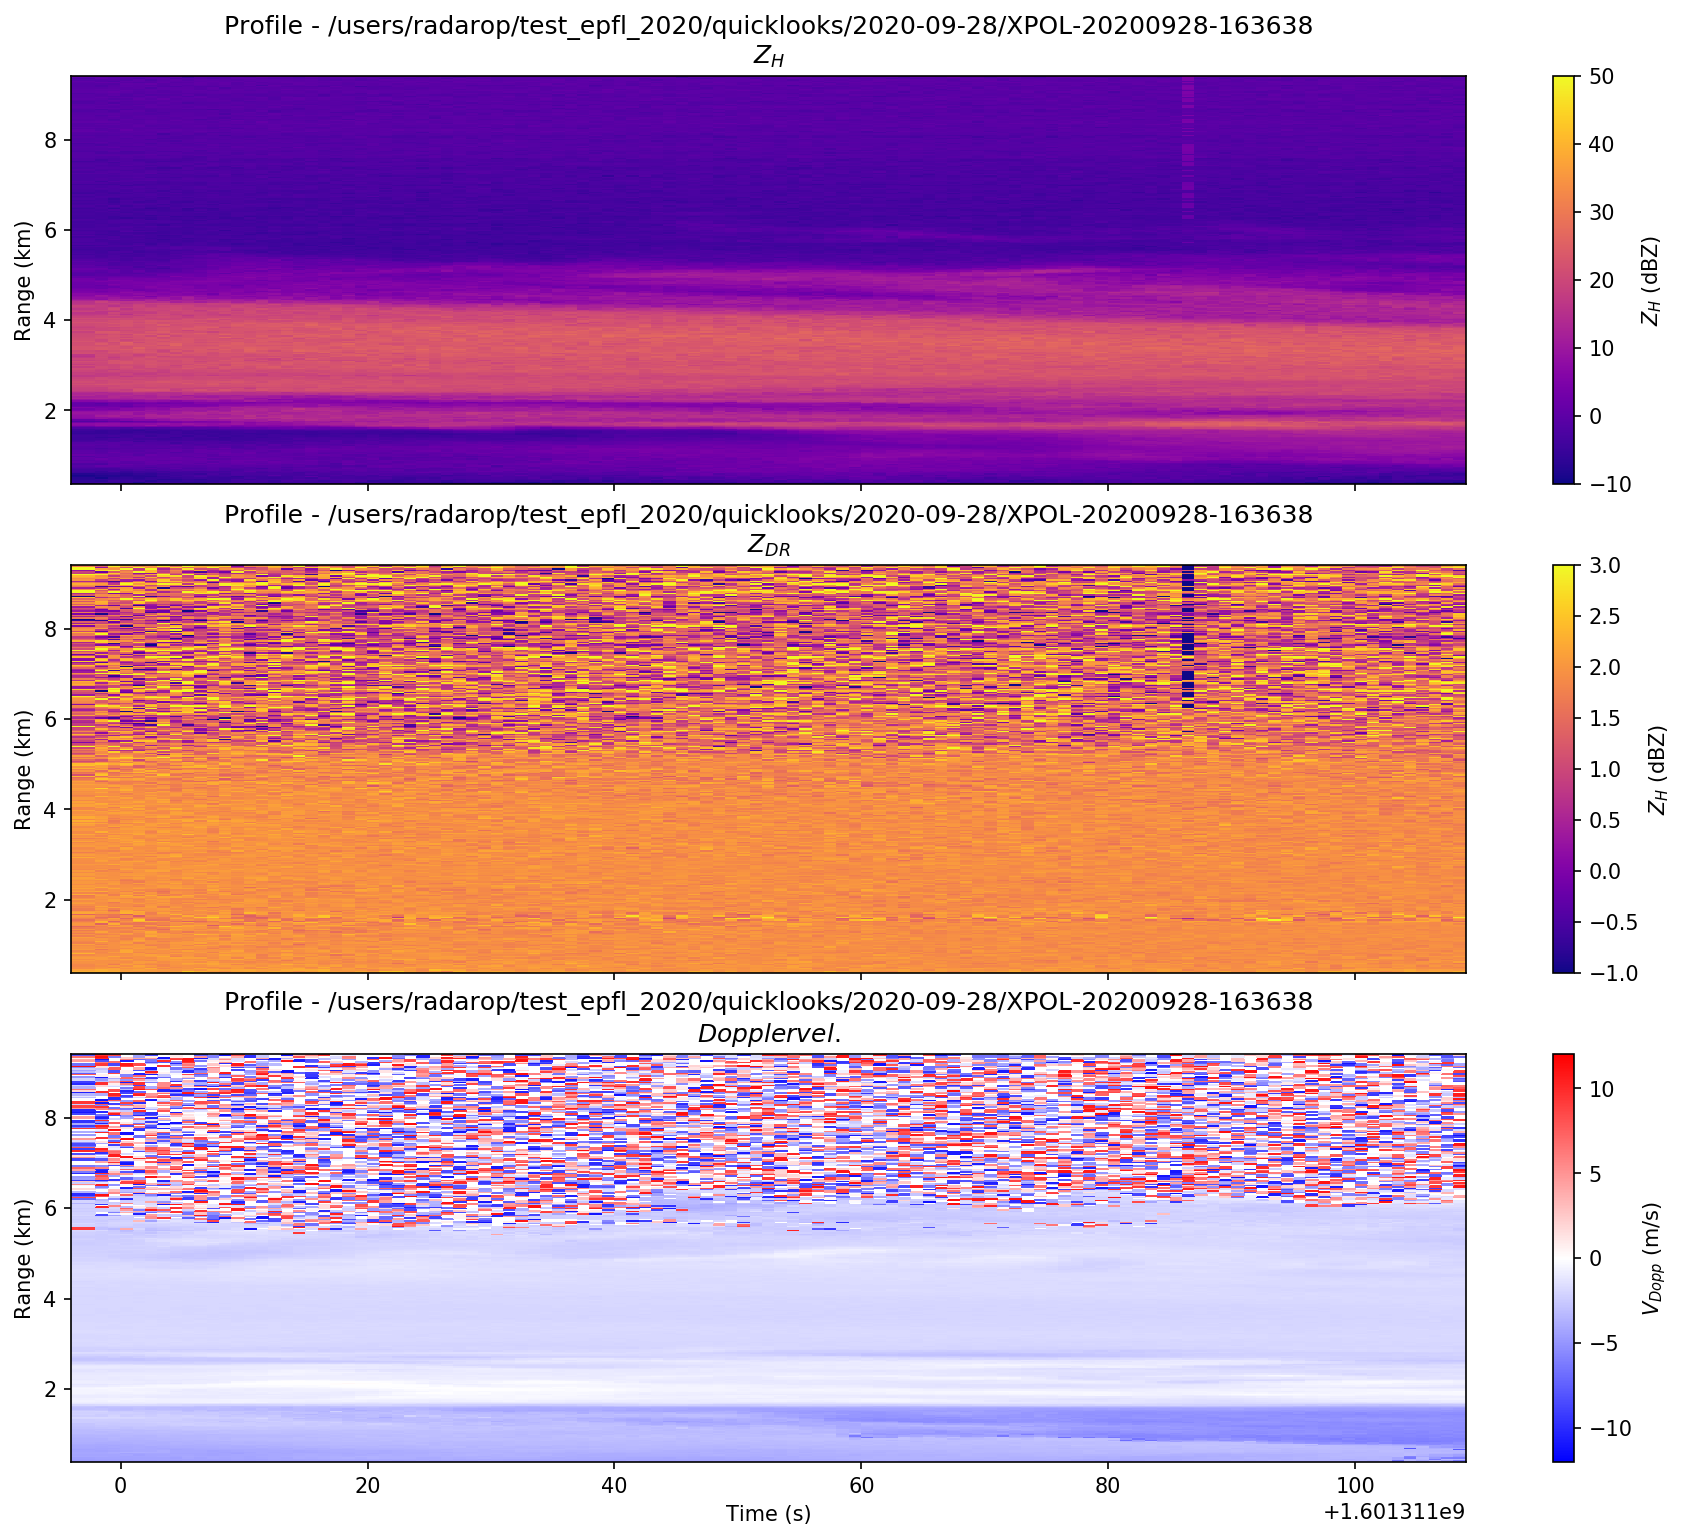 Profile - /users/radarop/test_epfl_2020/quicklooks/2020-09-28/XPOL-20200928-163638
Z_H
8
6
4
2
Range (km)
50
40
30
20
10
0
−10
Z_H (dBZ)
Profile - /users/radarop/test_epfl_2020/quicklooks/2020-09-28/XPOL-20200928-163638
Z_DR
8
6
4
2
Range (km)
3.0
2.5
2.0
1.5
1.0
0.5
0.0
−0.5
−1.0
Z_H (dBZ)
Profile - /users/radarop/test_epfl_2020/quicklooks/2020-09-28/XPOL-20200928-163638
Dopplervel.
8
6
4
2
Range (km)
0 20 40 60 80 100
Time (s)
+1.601311e9
10
5
0
−5
−10
V_Dopp (m/s)